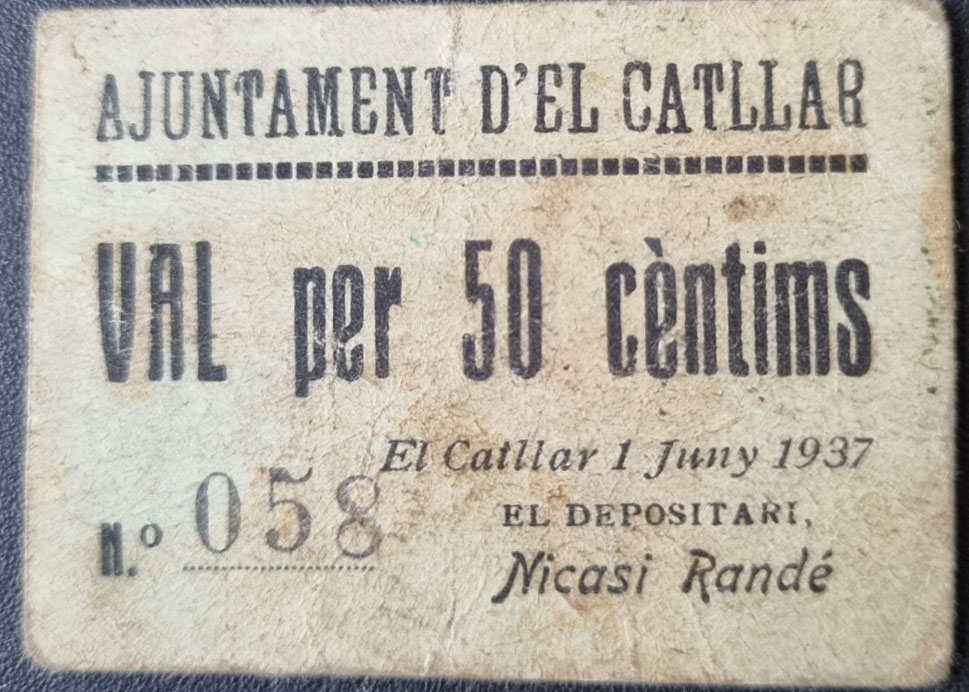 AJUNTAMENT D'EL CATLLAR
VAL per 50 cèntims
El Catllar 1 Juny 1937
N.º 058
EL DEPOSITARI,
Nicasi Randé